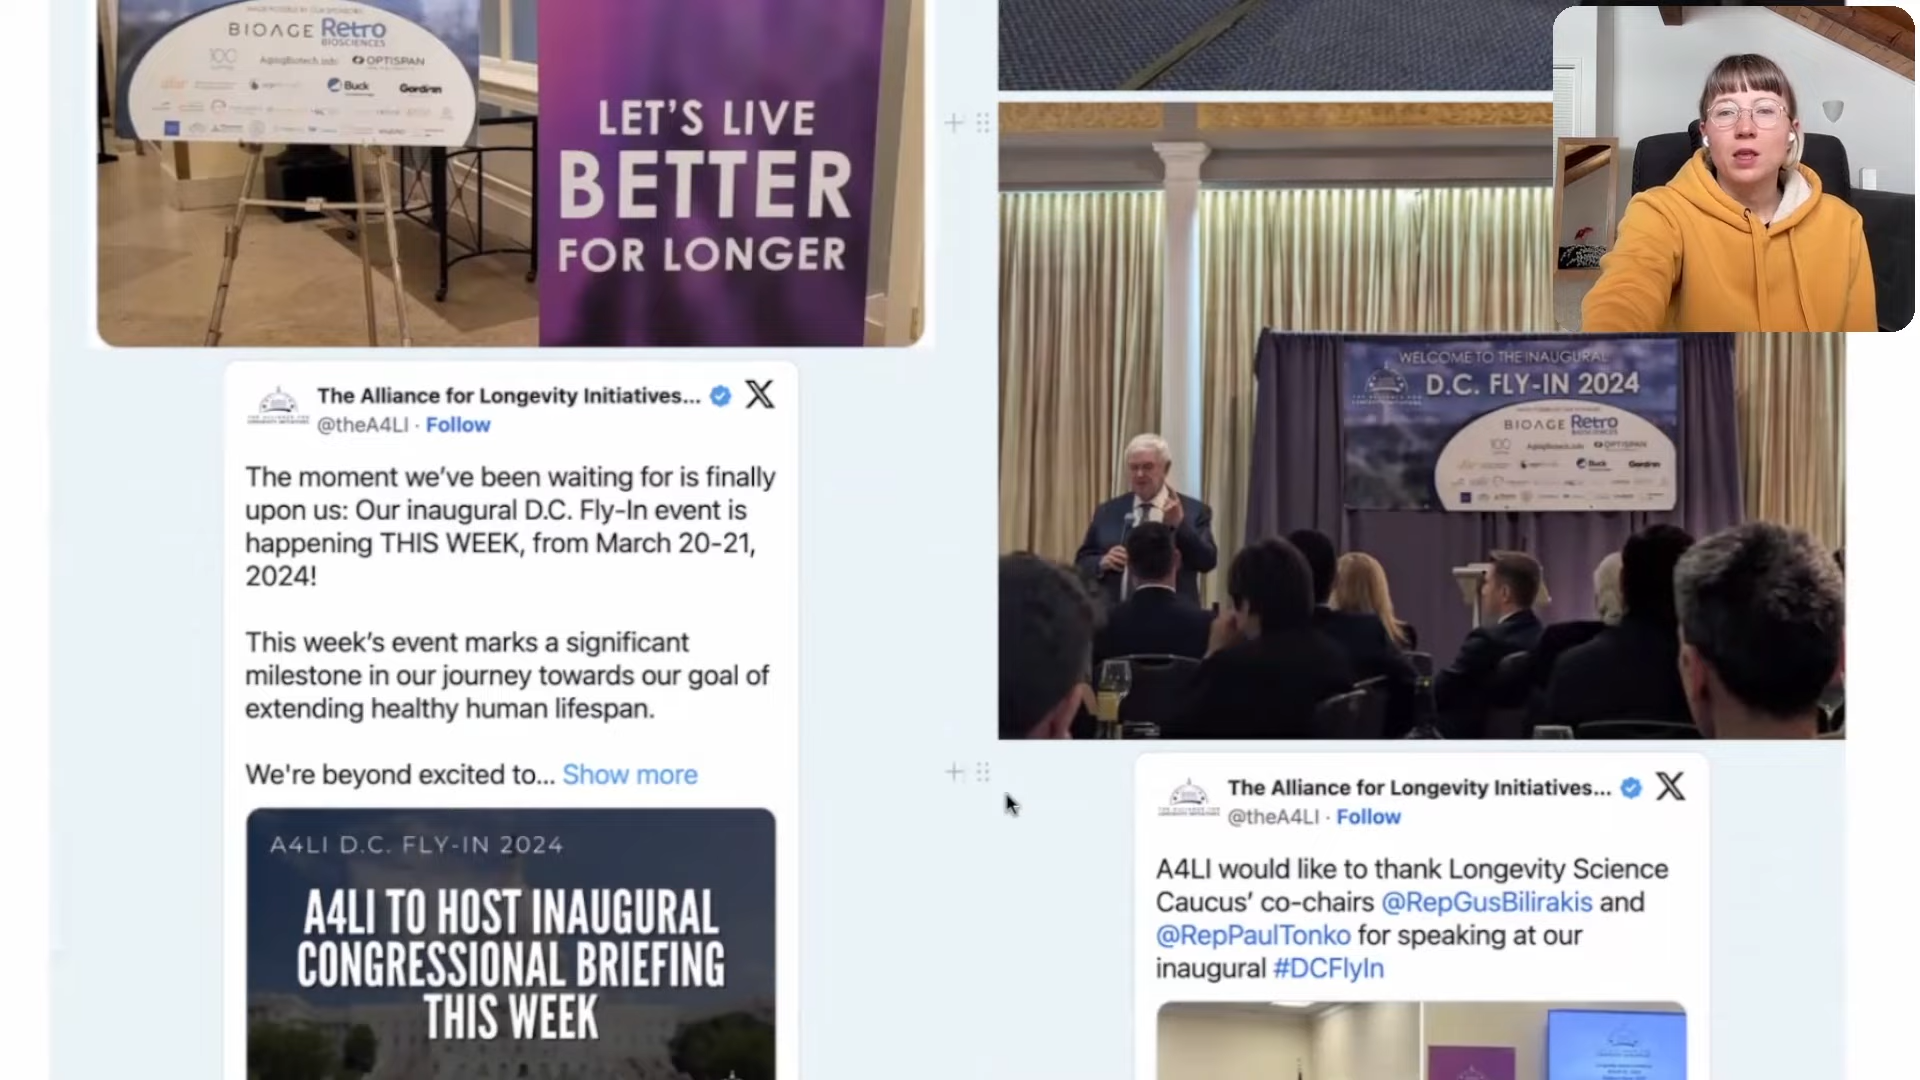 BIOAGE Retro
BIOSCIENCES
100
AgingBiotech.info
OPTISPAN
Buck
Gordian
LET'S LIVE
BETTER
FOR LONGER
The Alliance for Longevity Initiatives...
@theA4LI · Follow
The moment we've been waiting for is finally
upon us: Our inaugural D.C. Fly-In event is
happening THIS WEEK, from March 20-21,
2024!
This week's event marks a significant
milestone in our journey towards our goal of
extending healthy human lifespan.
We're beyond excited to... Show more
A4LI D.C. FLY-IN 2024
A4LI TO HOST INAUGURAL
CONGRESSIONAL BRIEFING
THIS WEEK
WELCOME TO THE INAUGURAL
D.C. FLY-IN 2024
BIOAGE Retro
BIOSCIENCES
100
AgingBiotech.info
OPTISPAN
Buck
Gordian
The Alliance for Longevity Initiatives...
@theA4LI · Follow
A4LI would like to thank Longevity Science
Caucus' co-chairs @RepGusBilirakis and
@RepPaulTonko for speaking at our
inaugural #DCFlyIn